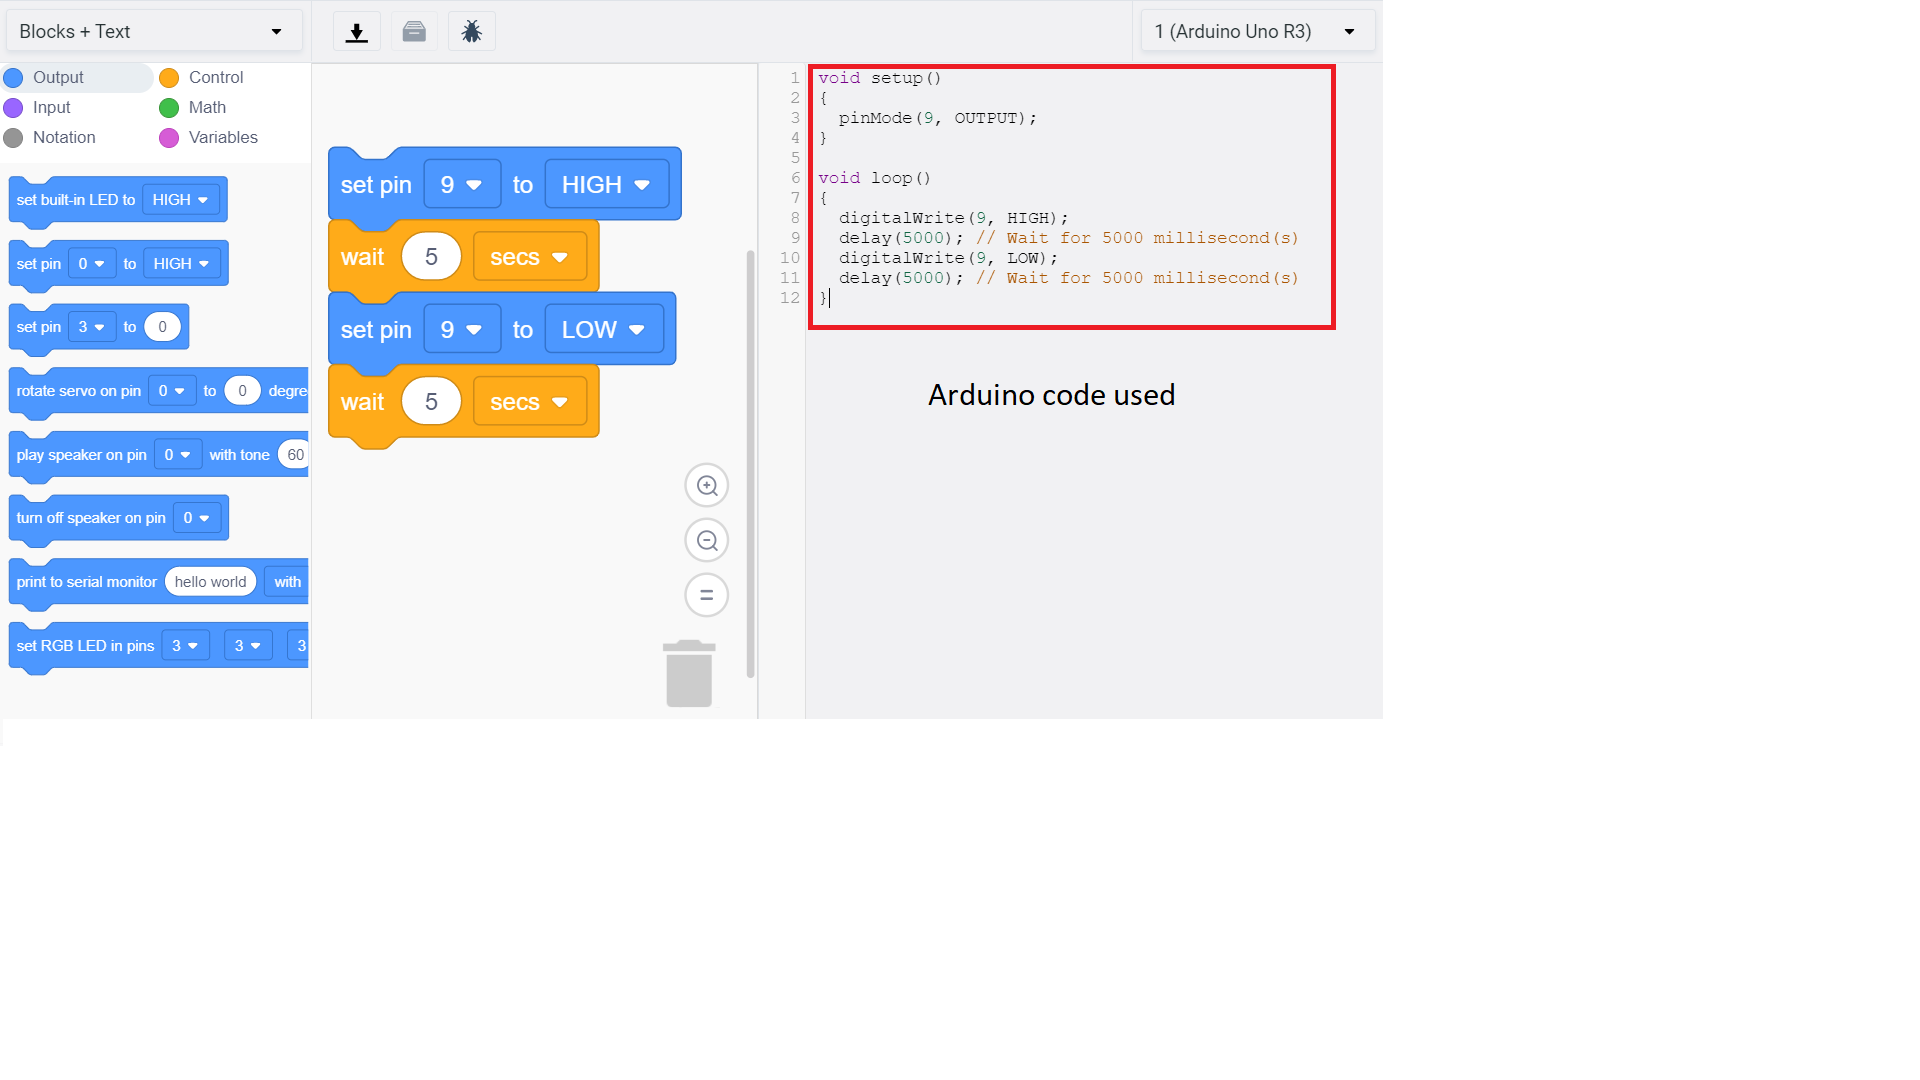 Blocks + Text
1 (Arduino Uno R3)
Output
Control
Input
Math
Notation
Variables
set built-in LED to HIGH
set pin 0 to HIGH
set pin 3 to 0
rotate servo on pin 0 to 0 degre
play speaker on pin 0 with tone 60
turn off speaker on pin 0
print to serial monitor hello world with
set RGB LED in pins 3 3 3
set pin 9 to HIGH
wait 5 secs
set pin 9 to LOW
wait 5 secs
1 void setup()
2 {
3 pinMode(9, OUTPUT);
4 }
5
6 void loop()
7 {
8 digitalWrite(9, HIGH);
9 delay(5000); // Wait for 5000 millisecond(s)
10 digitalWrite(9, LOW);
11 delay(5000); // Wait for 5000 millisecond(s)
12 }
Arduino code used